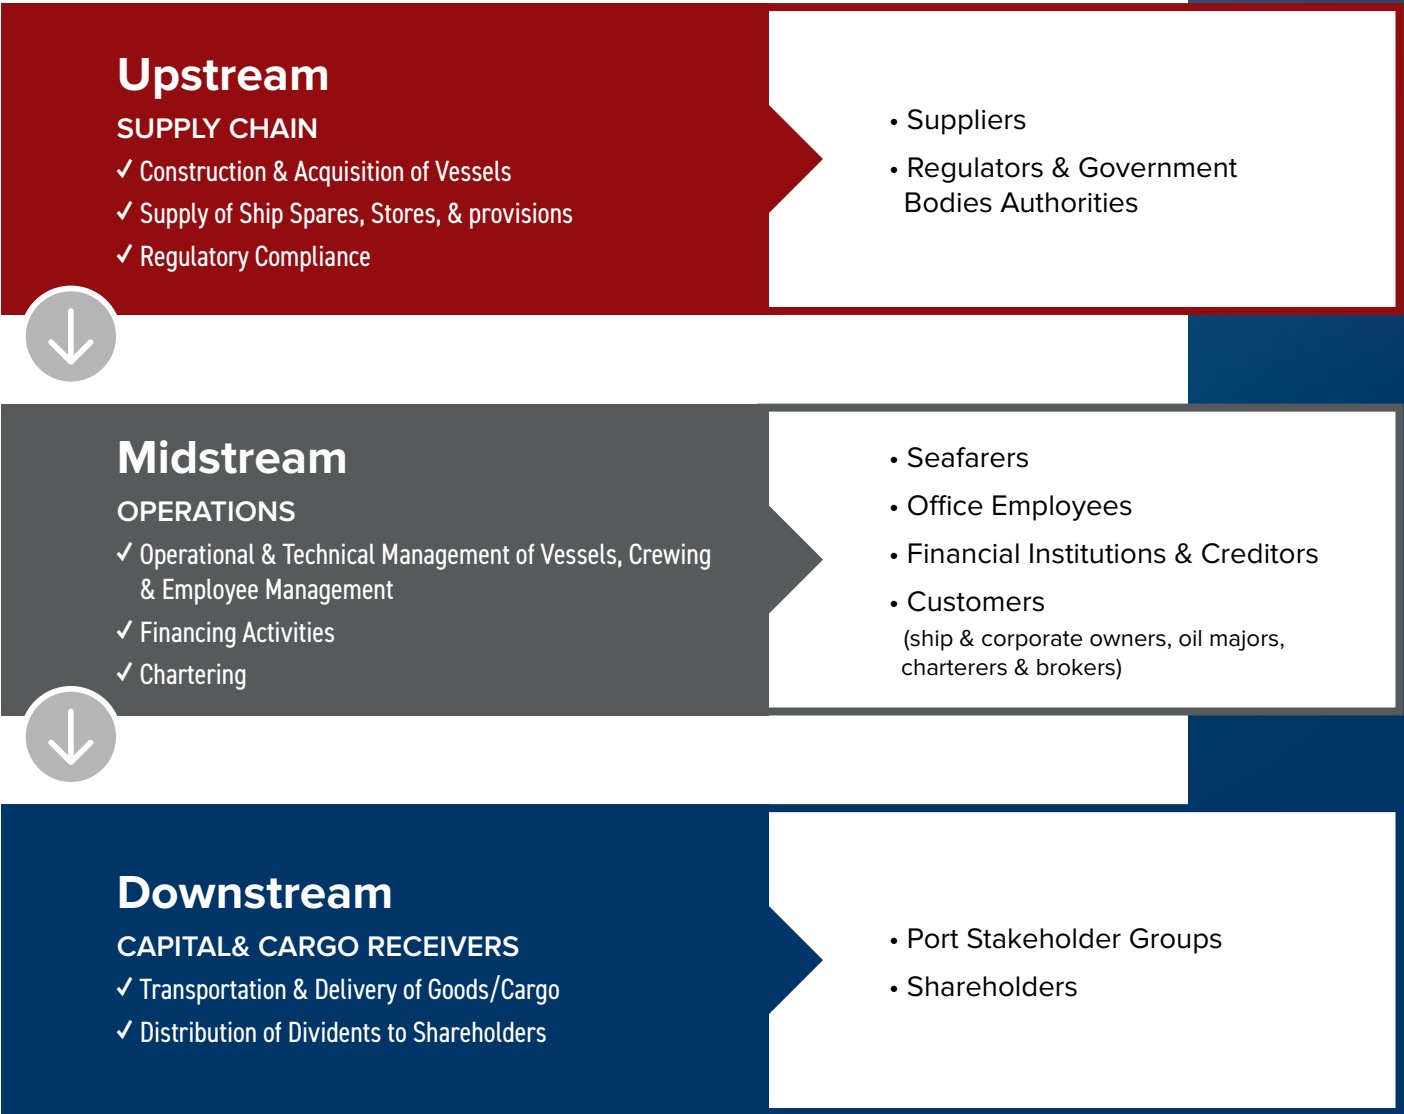 Upstream
SUPPLY CHAIN
✓ Construction & Acquisition of Vessels
✓ Supply of Ship Spares, Stores, & provisions
✓ Regulatory Compliance
• Suppliers
• Regulators & Government
Bodies Authorities
Midstream
OPERATIONS
✓ Operational & Technical Management of Vessels, Crewing
& Employee Management
✓ Financing Activities
✓ Chartering
• Seafarers
• Office Employees
• Financial Institutions & Creditors
• Customers
(ship & corporate owners, oil majors,
charterers & brokers)
Downstream
CAPITAL& CARGO RECEIVERS
✓ Transportation & Delivery of Goods/Cargo
✓ Distribution of Dividents to Shareholders
• Port Stakeholder Groups
• Shareholders